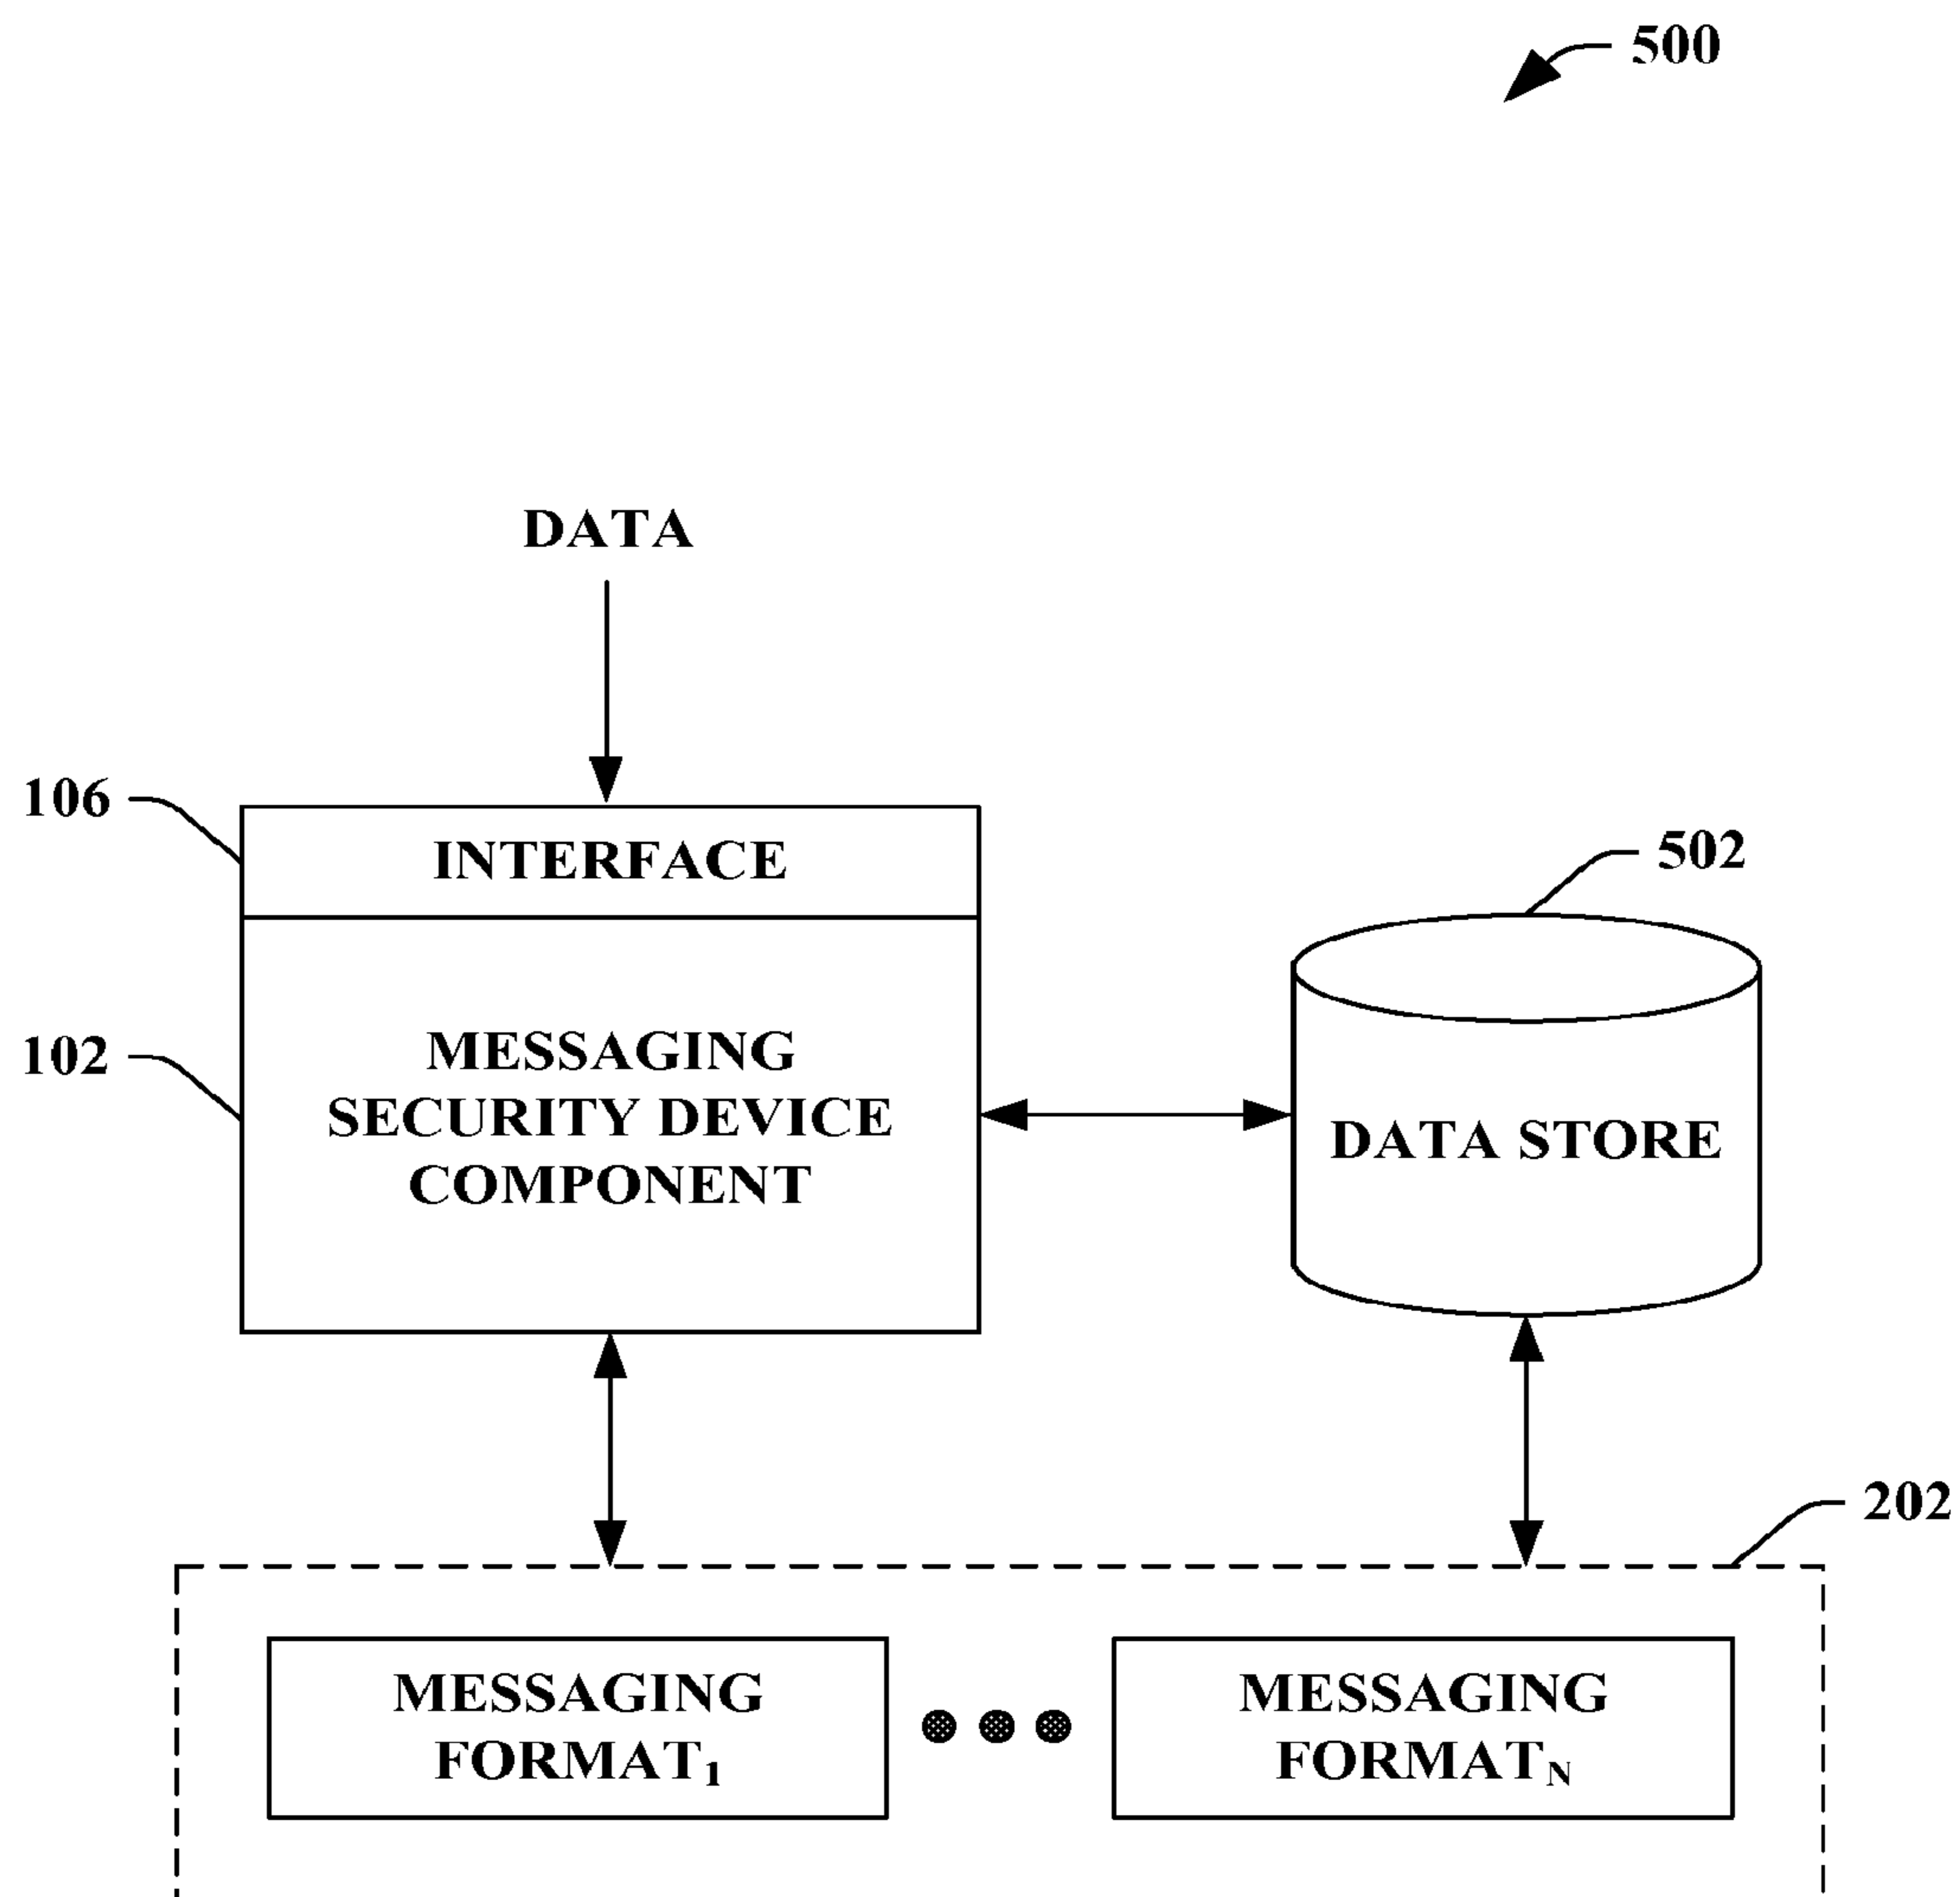 500
DATA
106
INTERFACE
502
102
MESSAGING
SECURITY DEVICE
COMPONENT
DATA STORE
202
MESSAGING
FORMAT₁
MESSAGING
FORMATN